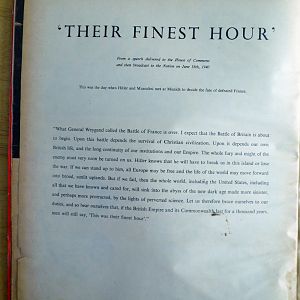 ‘THEIR FINEST HOUR’
From a speech delivered to the House of Commons
and then broadcast to the Nation on June 18th, 1940
This was the day when Hitler and Mussolini met at Munich to decide the fate of defeated France.
"What General Weygand called the Battle of France is over. I expect that the Battle of Britain is about
to begin. Upon this battle depends the survival of Christian civilization. Upon it depends our own
British life, and the long continuity of our institutions and our Empire. The whole fury and might of the
enemy must very soon be turned on us. Hitler knows that he will have to break us in this island or lose
the war. If we can stand up to him, all Europe may be free and the life of the world may move forward
into broad, sunlit uplands. But if we fail, then the whole world, including the United States, including
all that we have known and cared for, will sink into the abyss of the new dark age made more sinister,
and perhaps more protracted, by the lights of perverted science. Let us therefore brace ourselves to our
duties, and so bear ourselves that, if the British Empire and its Commonwealth last for a thousand years,
men will still say, 'This was their finest hour'."